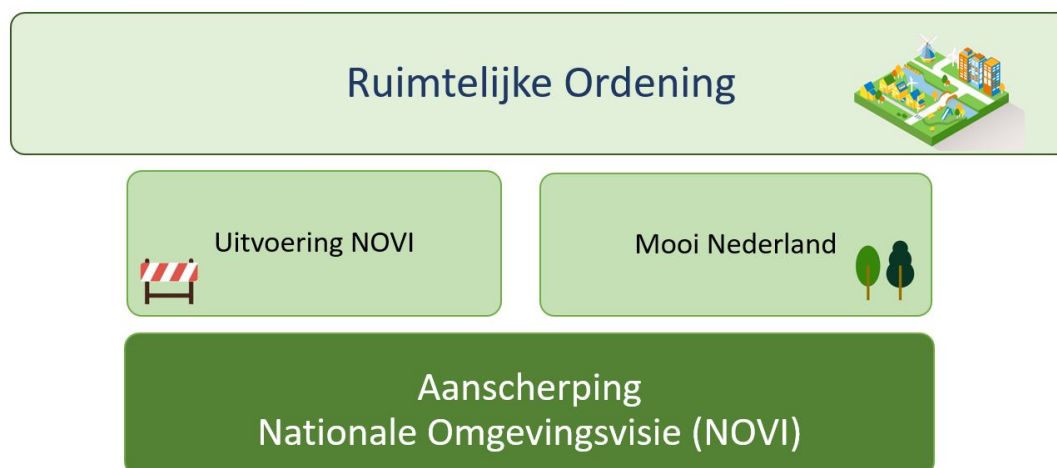 Ruimtelijke Ordening
Uitvoering NOVI
Mooi Nederland
Aanscherping
Nationale Omgevingsvisie (NOVI)